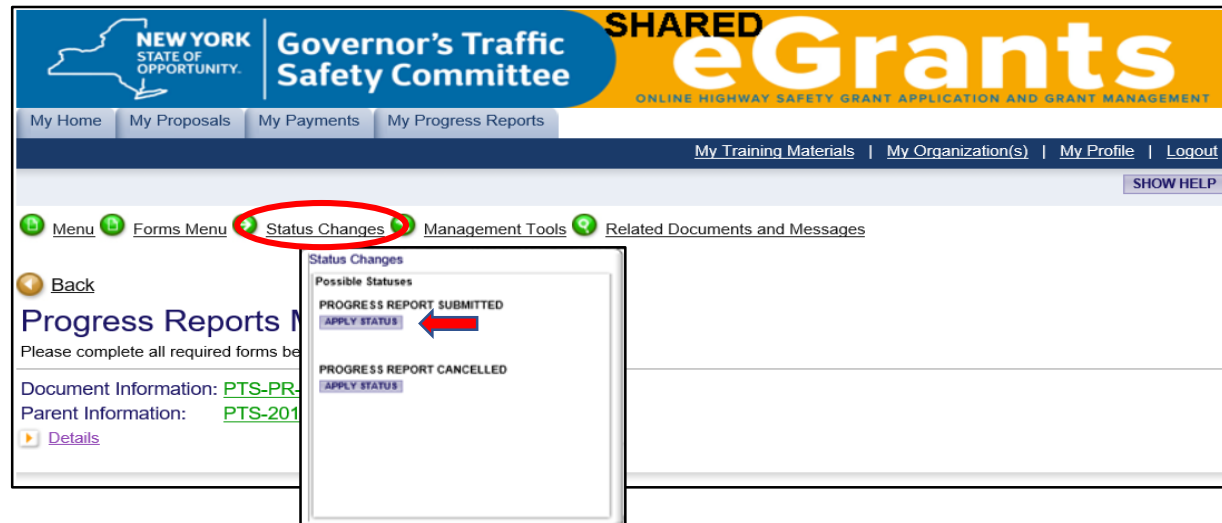 NEW YORK
STATE OF
OPPORTUNITY.
Governor's Traffic
Safety Committee
SHARED
eGrants
ONLINE HIGHWAY SAFETY GRANT APPLICATION AND GRANT MANAGEMENT
My Home My Proposals My Payments My Progress Reports
My Training Materials | My Organization(s) | My Profile | Logout
SHOW HELP
Menu Forms Menu Status Changes Management Tools Related Documents and Messages
Back
Progress Reports M
Please complete all required forms be
Document Information: PTS-PR-
Parent Information: PTS-201
Details
Status Changes
Possible Statuses
PROGRESS REPORT SUBMITTED
APPLY STATUS
PROGRESS REPORT CANCELLED
APPLY STATUS